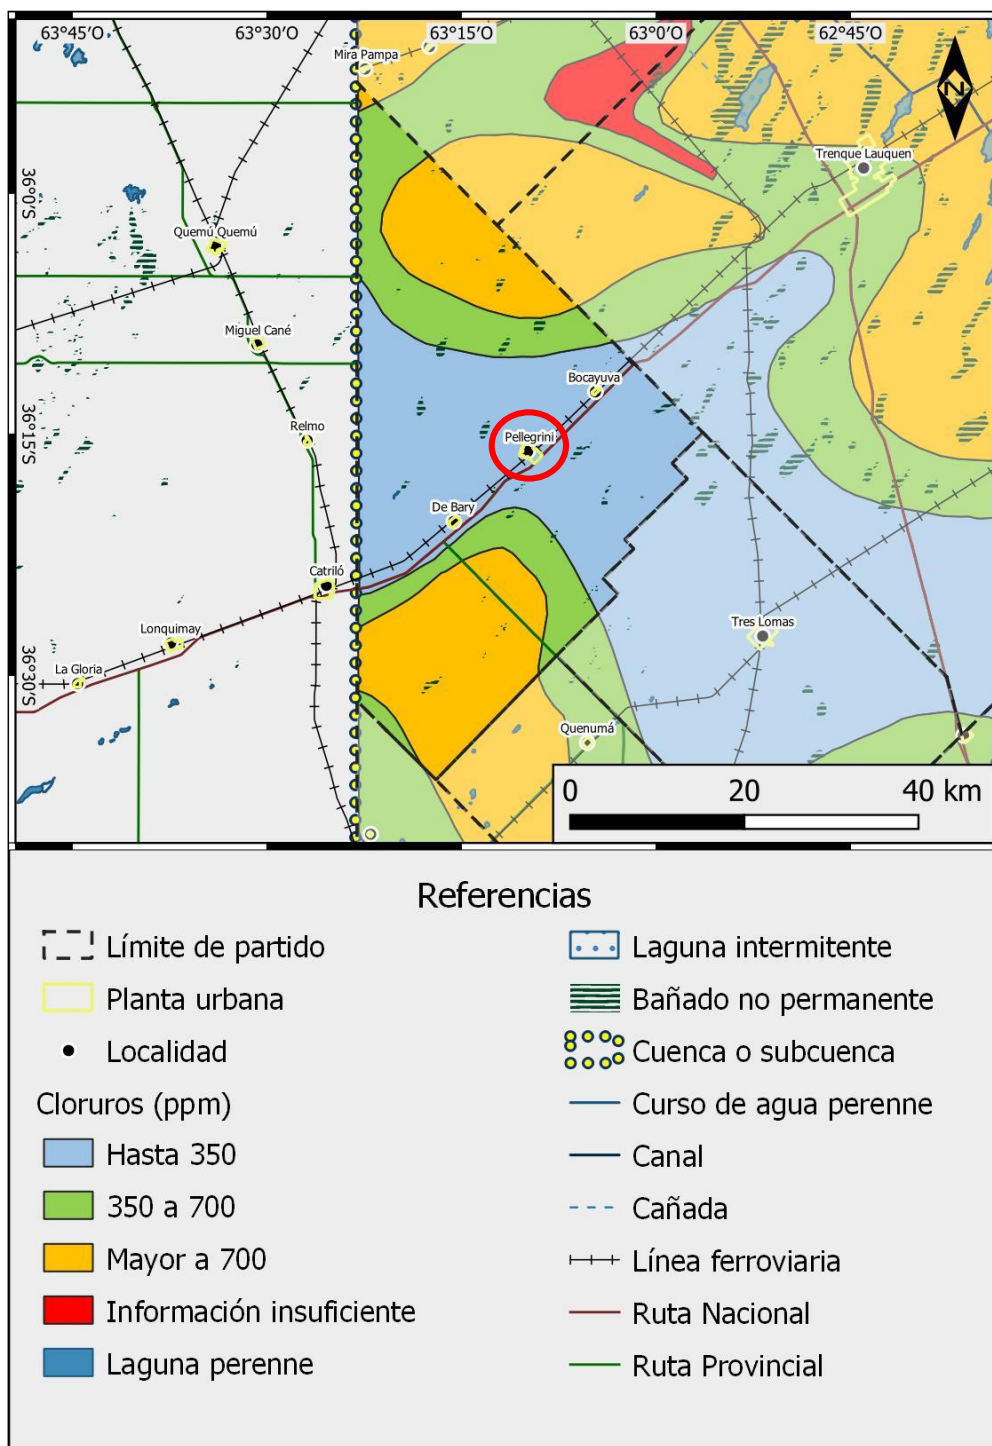 63°45'O 63°30'O 63°15'O 63°0'O 62°45'O
Mira Pampa
N
Trenque Lauquen
36°0'S
Quemú Quemú
Miguel Cané
Bocayuva
36°15'S
Relmo
Pellegrini
De Bary
Catriló
Lonquimay
Tres Lomas
36°30'S
La Gloria
Quenumá
0 20 40 km
Referencias
Límite de partido
Planta urbana
Localidad
Cloruros (ppm)
Hasta 350
350 a 700
Mayor a 700
Información insuficiente
Laguna perenne
Laguna intermitente
Bañado no permanente
Cuenca o subcuenca
Curso de agua perenne
Canal
Cañada
Línea ferroviaria
Ruta Nacional
Ruta Provincial